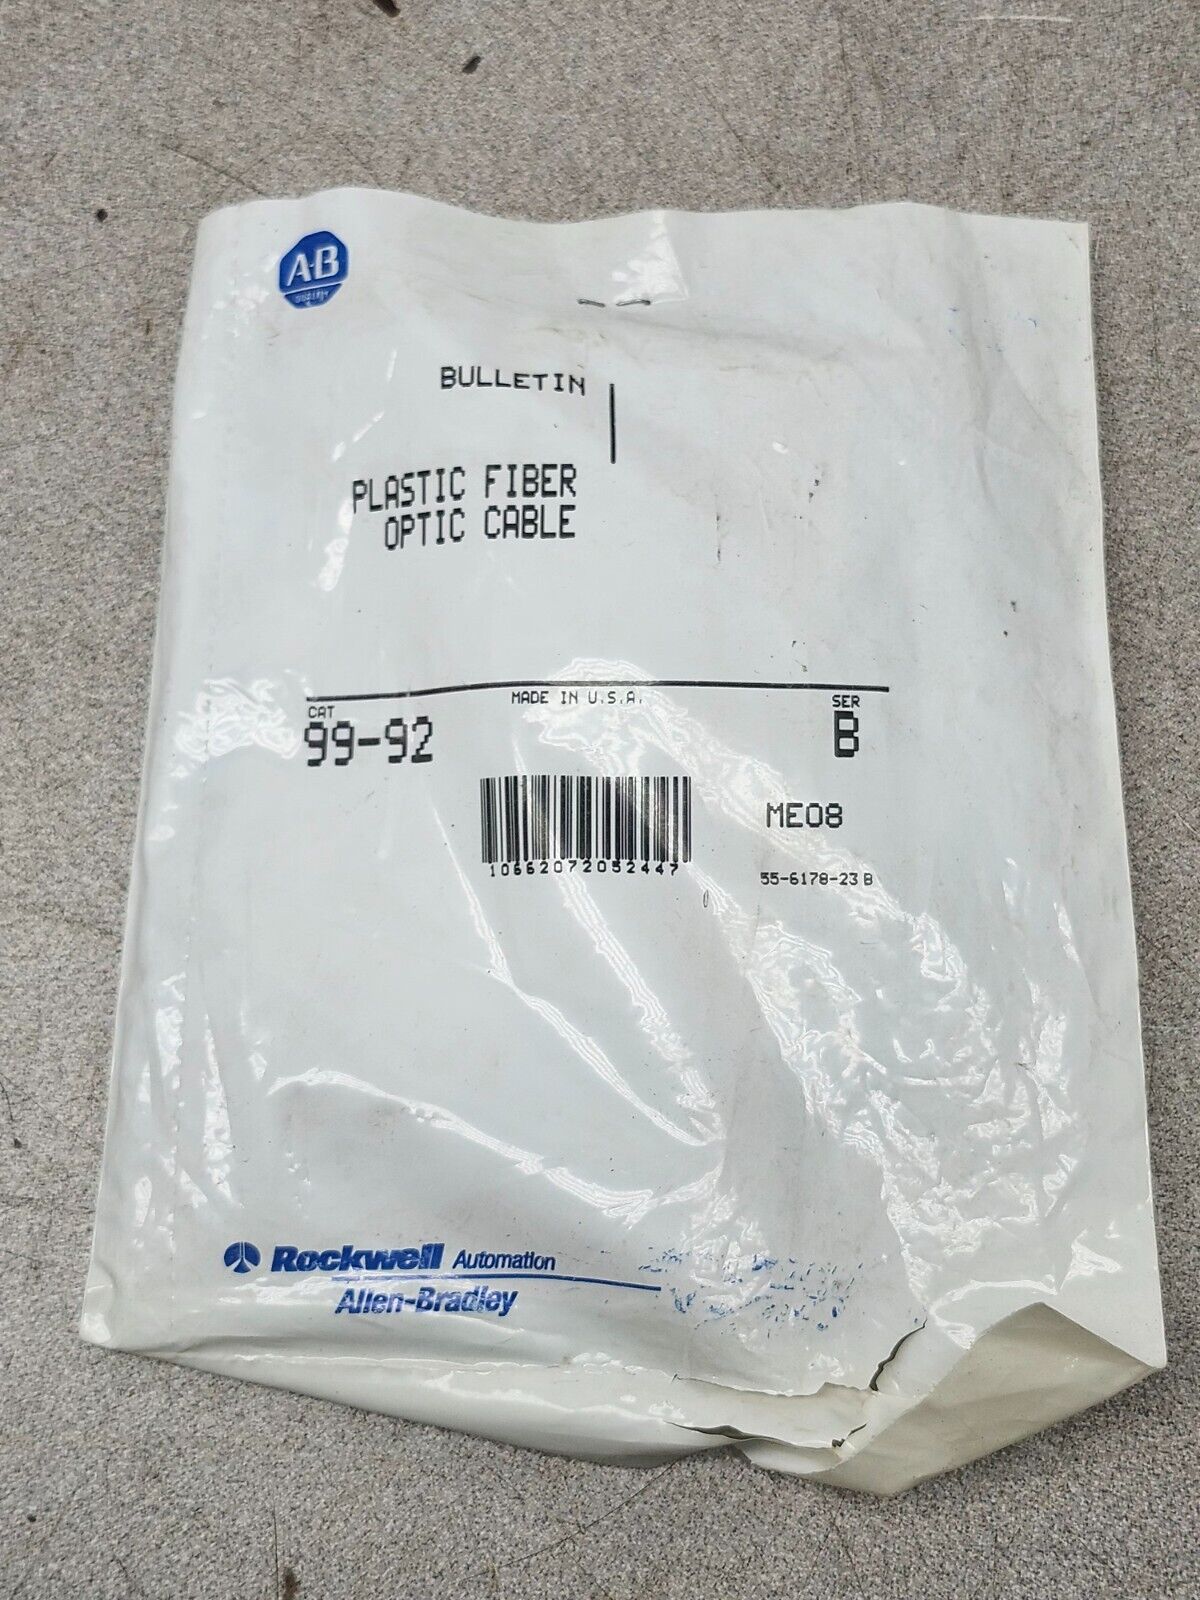 A-B
QUALITY
BULLETIN
PLASTIC FIBER
OPTIC CABLE
MADE IN U.S.A.
CAT
SER
99-92
B
ME08
10662072052447
55-6178-23 B
Rockwell Automation
Allen-Bradley